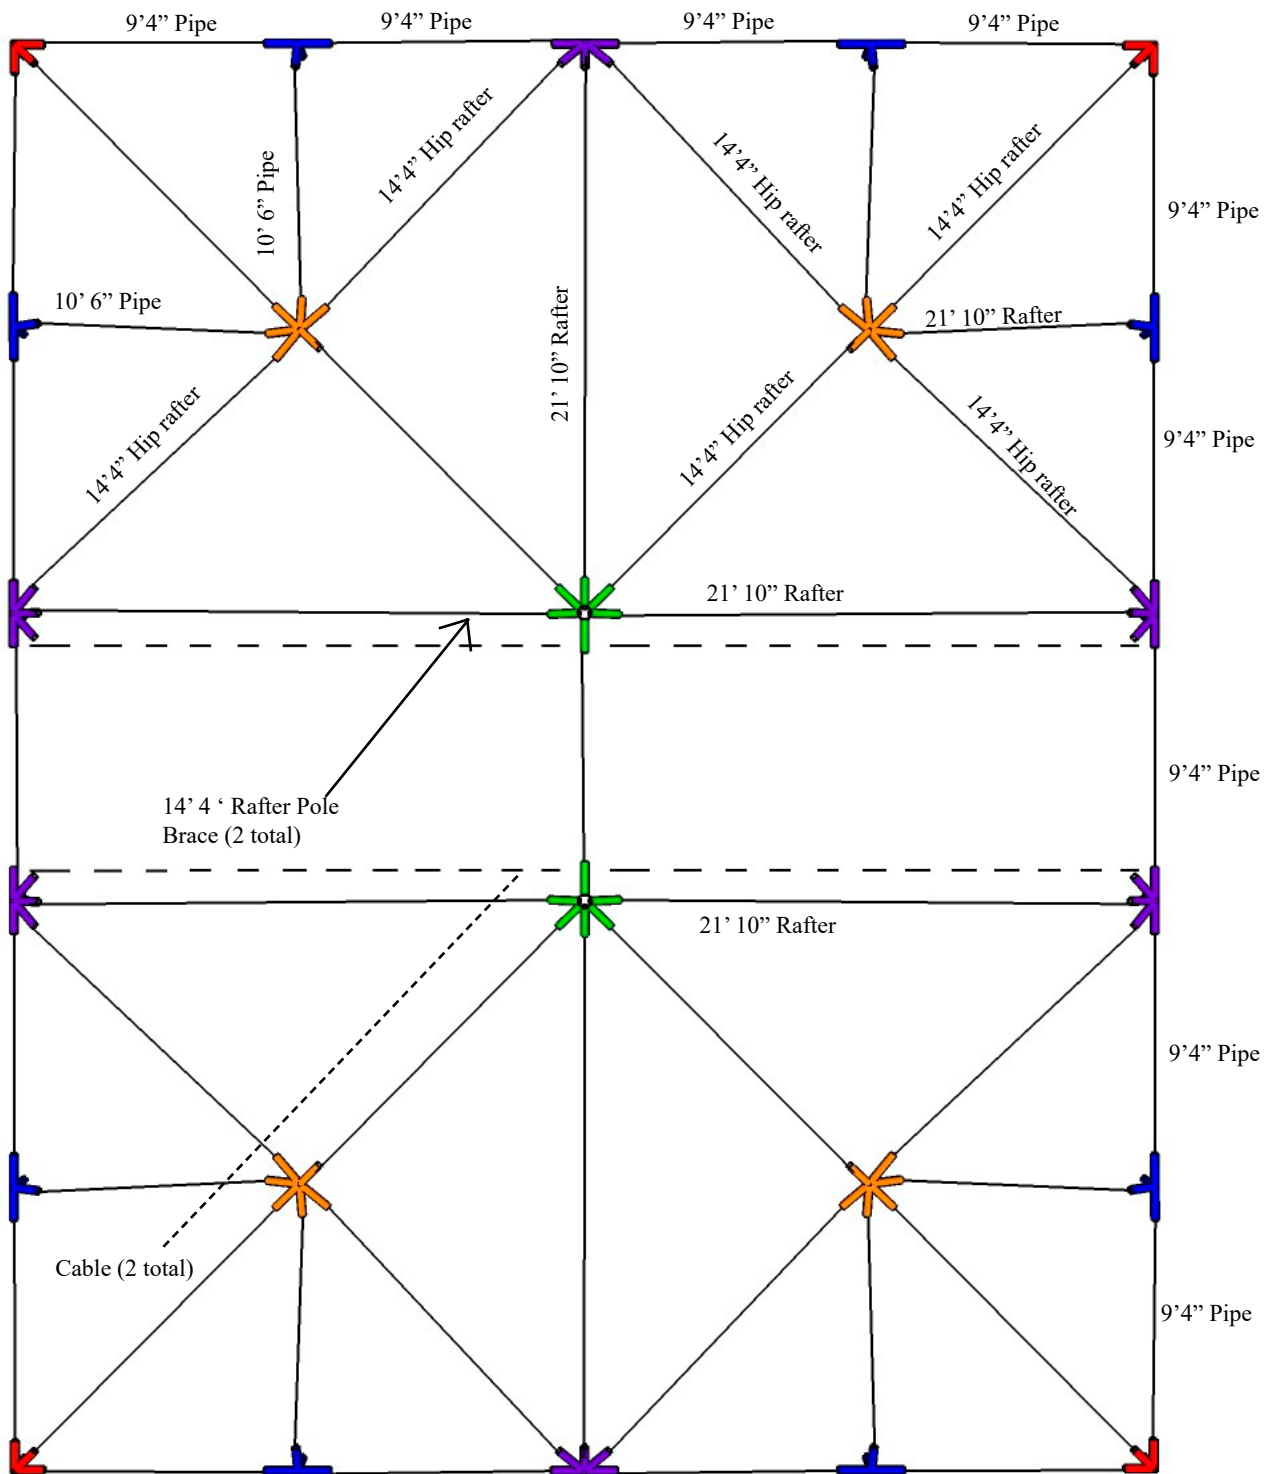 9’4” Pipe
9’4” Pipe
9’4” Pipe
9’4” Pipe
14’4” Hip rafter
14’4” Hip rafter
14’4” Hip rafter
10’ 6” Pipe
9’4” Pipe
10’ 6” Pipe
21’ 10” Rafter
21’ 10” Rafter
14’4” Hip rafter
14’4” Hip rafter
14’4” Hip rafter
9’4” Pipe
21’ 10” Rafter
9’4” Pipe
14’ 4 ‘ Rafter Pole
Brace (2 total)
21’ 10” Rafter
9’4” Pipe
Cable (2 total)
9’4” Pipe